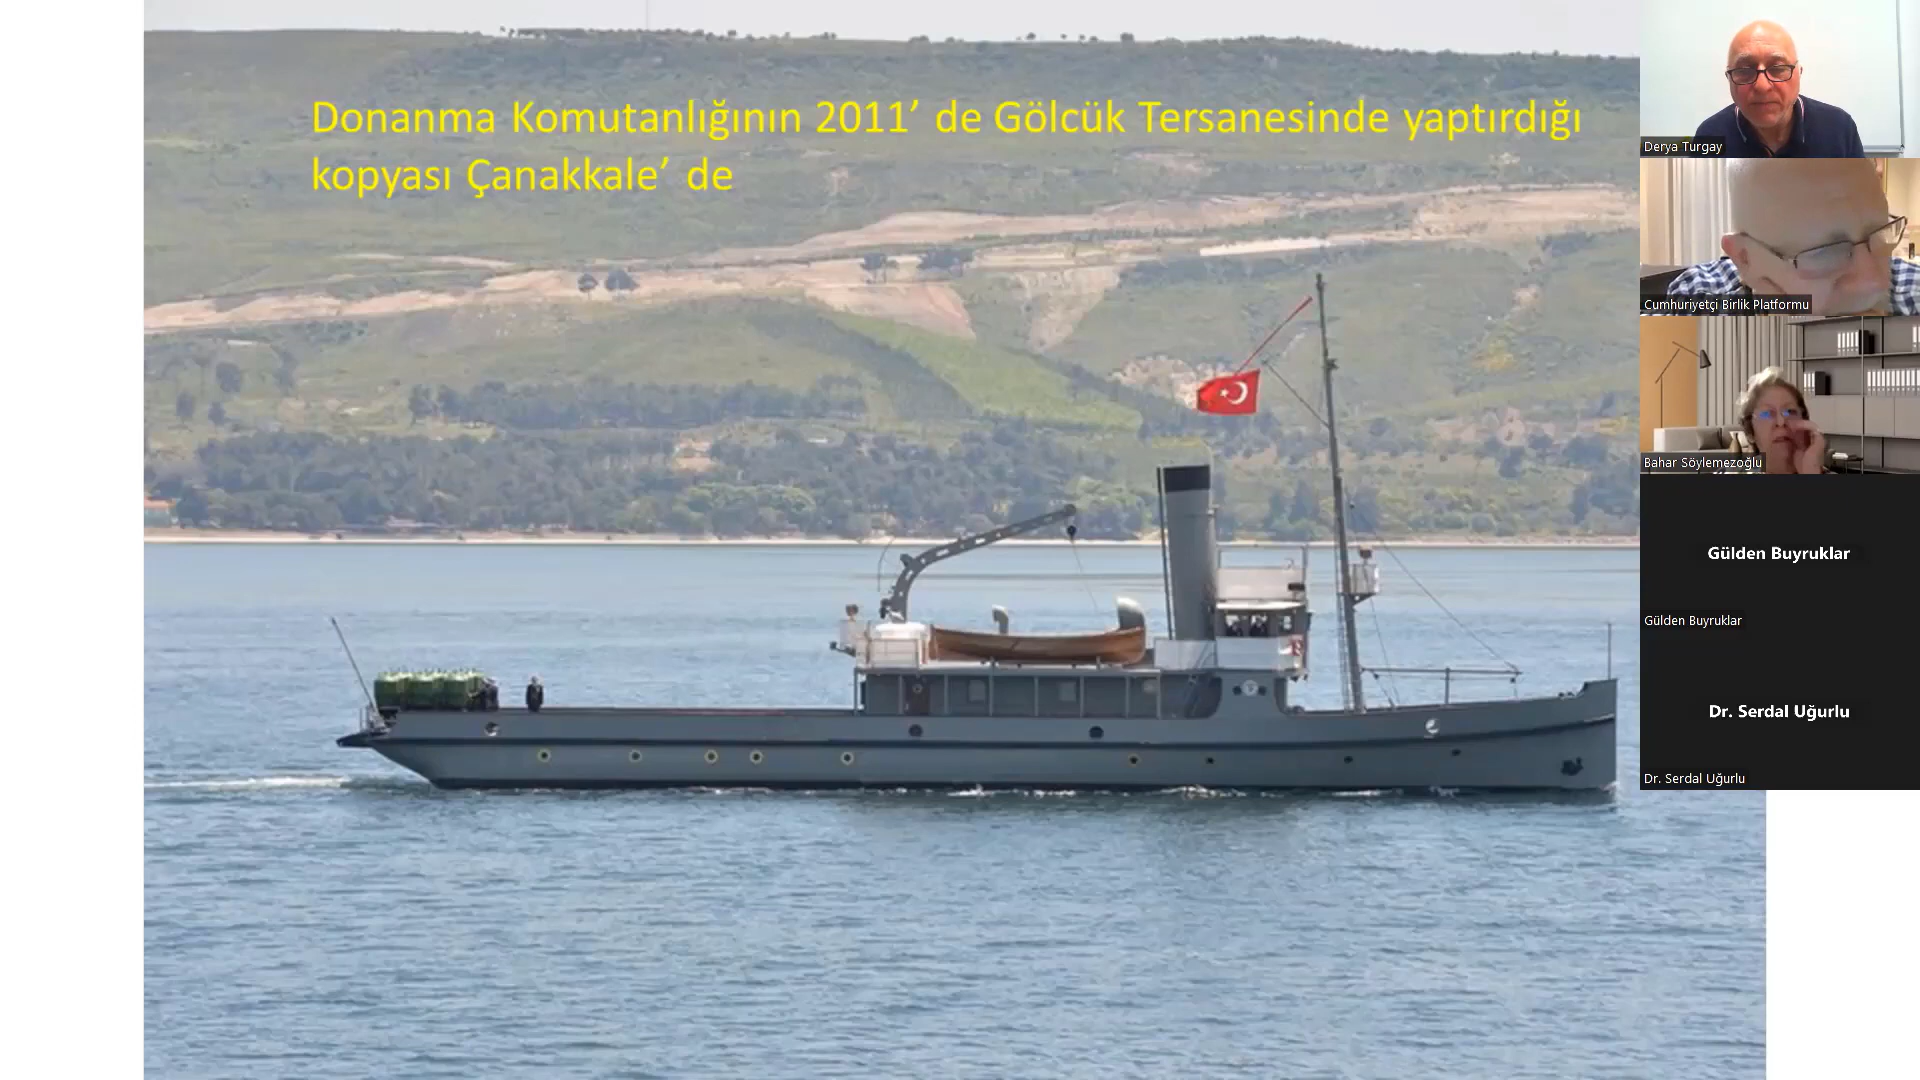 Donanma Komutanlığının 2011’ de Gölcük Tersanesinde yaptırdığı
kopyası Çanakkale’ de
Derya Turgay
Cumhuriyetçi Birlik Platformu
Bahar Söylemezoğlu
Gülden Buyruklar
Gülden Buyruklar
Dr. Serdal Uğurlu
Dr. Serdal Uğurlu